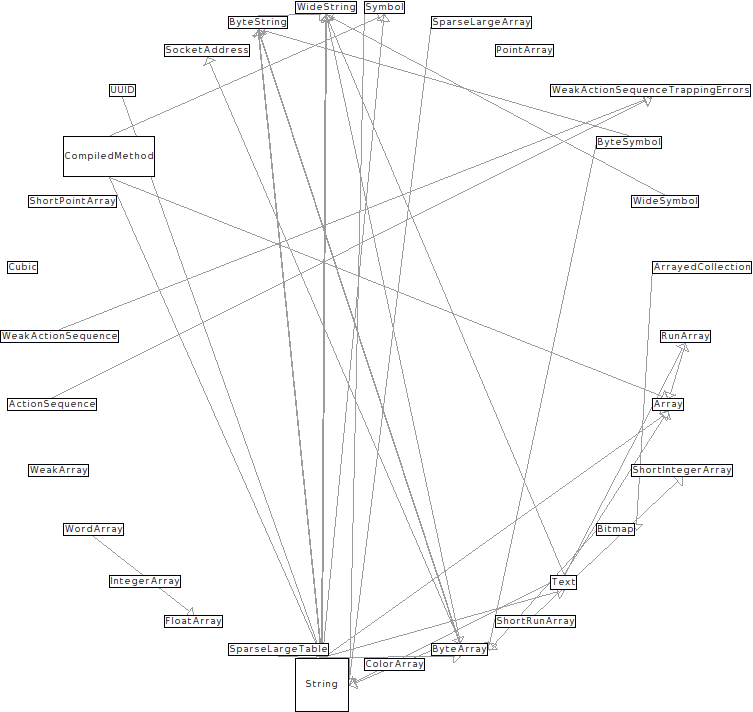 WideString
Symbol
ByteString
SparseLargeArray
SocketAddress
PointArray
UUID
WeakActionSequenceTrappingErrors
CompiledMethod
ByteSymbol
ShortPointArray
WideSymbol
Cubic
ArrayedCollection
WeakActionSequence
RunArray
ActionSequence
Array
WeakArray
ShortIntegerArray
WordArray
Bitmap
IntegerArray
Text
FloatArray
ShortRunArray
SparseLargeTable
ByteArray
ColorArray
String